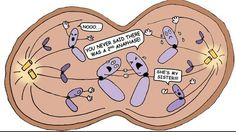 NOOO.
YOU NEVER SAID THERE
WAS A 2ND ANAPHASE!
SHE'S MY
SISTER!!!